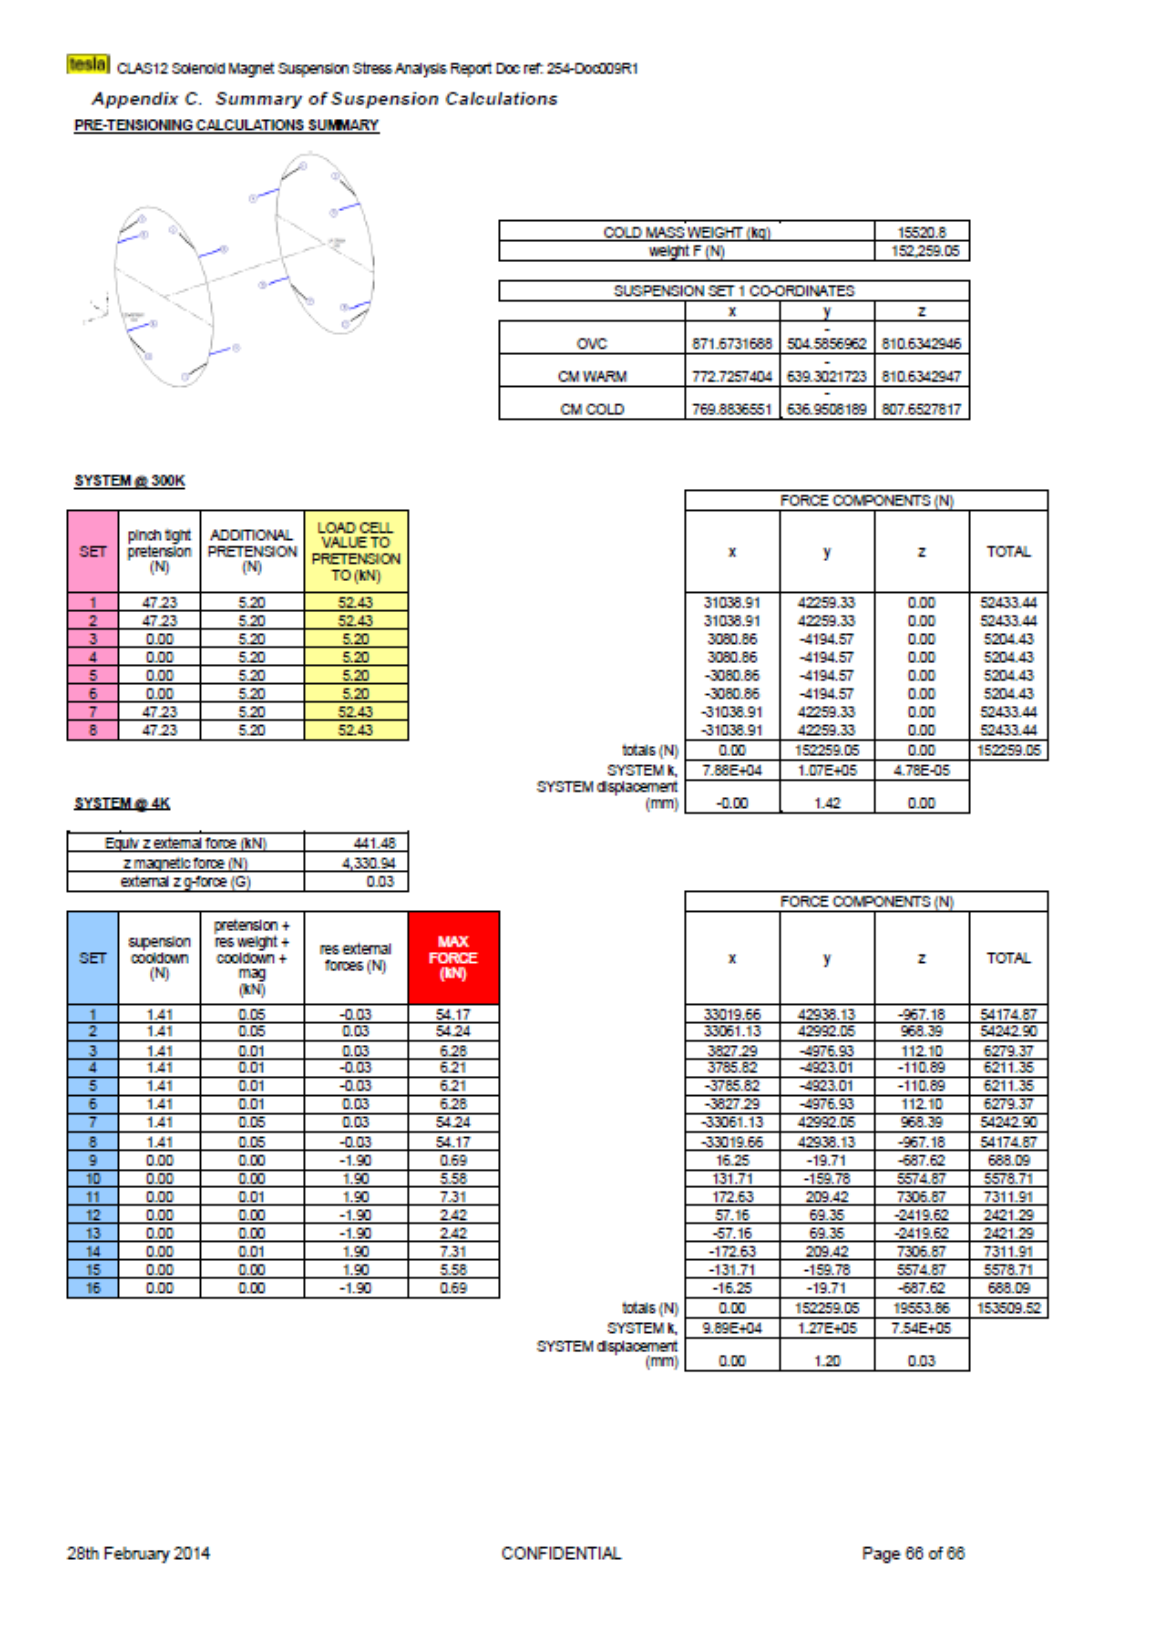 tesla CLAS12 Solenoid Magnet Suspension Stress Analysis Report Doc ref: 254-Doc009R1
Appendix C. Summary of Suspension Calculations
PRE-TENSIONING CALCULATIONS SUMMARY
COLD MASS WEIGHT (kg) 15520.8
weight F (N) 152,259.05
SUSPENSION SET 1 CO-ORDINATES
x y z
OVC 871.6731688 -504.5856962 810.6342946
CM WARM 772.7257404 -639.3021723 810.6342947
CM COLD 769.8836551 -636.9508189 807.6527817
SYSTEM @ 300K
SET pinch tight pretension (N) ADDITIONAL PRETENSION (N) LOAD CELL VALUE TO PRETENSION TO (kN)
1 47.23 5.20 52.43
2 47.23 5.20 52.43
3 0.00 5.20 5.20
4 0.00 5.20 5.20
5 0.00 5.20 5.20
6 0.00 5.20 5.20
7 47.23 5.20 52.43
8 47.23 5.20 52.43
FORCE COMPONENTS (N)
x y z TOTAL
31038.91 42259.33 0.00 52433.44
31038.91 42259.33 0.00 52433.44
3080.86 -4194.57 0.00 5204.43
3080.86 -4194.57 0.00 5204.43
-3080.86 -4194.57 0.00 5204.43
-3080.86 -4194.57 0.00 5204.43
-31038.91 42259.33 0.00 52433.44
-31038.91 42259.33 0.00 52433.44
totals (N) 0.00 152259.05 0.00 152259.05
SYSTEM k, 7.88E+04 1.07E+05 4.78E-05
SYSTEM displacement (mm) -0.00 1.42 0.00
SYSTEM @ 4K
Equiv z external force (kN) 441.48
z magnetic force (N) 4,330.94
external z g-force (G) 0.03
SET supension cooldown (N) pretension + res weight + cooldown + mag (kN) res external forces (N) MAX FORCE (kN)
1 1.41 0.05 -0.03 54.17
2 1.41 0.05 0.03 54.24
3 1.41 0.01 0.03 6.28
4 1.41 0.01 -0.03 6.21
5 1.41 0.01 -0.03 6.21
6 1.41 0.01 0.03 6.28
7 1.41 0.05 0.03 54.24
8 1.41 0.05 -0.03 54.17
9 0.00 0.00 -1.90 0.69
10 0.00 0.00 1.90 5.58
11 0.00 0.01 1.90 7.31
12 0.00 0.00 -1.90 2.42
13 0.00 0.00 -1.90 2.42
14 0.00 0.01 1.90 7.31
15 0.00 0.00 1.90 5.58
16 0.00 0.00 -1.90 0.69
FORCE COMPONENTS (N)
x y z TOTAL
33019.66 42938.13 -967.18 54174.87
33061.13 42992.05 968.39 54242.90
3827.29 -4976.93 112.10 6279.37
3785.82 -4923.01 -110.89 6211.35
-3785.82 -4923.01 -110.89 6211.35
-3827.29 -4976.93 112.10 6279.37
-33061.13 42992.05 968.39 54242.90
-33019.66 42938.13 -967.18 54174.87
16.25 -19.71 -687.62 688.09
131.71 -159.78 5574.87 5578.71
172.63 209.42 7306.87 7311.91
57.16 69.35 -2419.62 2421.29
-57.16 69.35 -2419.62 2421.29
-172.63 209.42 7306.87 7311.91
-131.71 -159.78 5574.87 5578.71
-16.25 -19.71 -687.62 688.09
totals (N) 0.00 152259.05 19553.86 153509.52
SYSTEM k, 9.89E+04 1.27E+05 7.54E+05
SYSTEM displacement (mm) 0.00 1.20 0.03
28th February 2014 CONFIDENTIAL Page 66 of 66